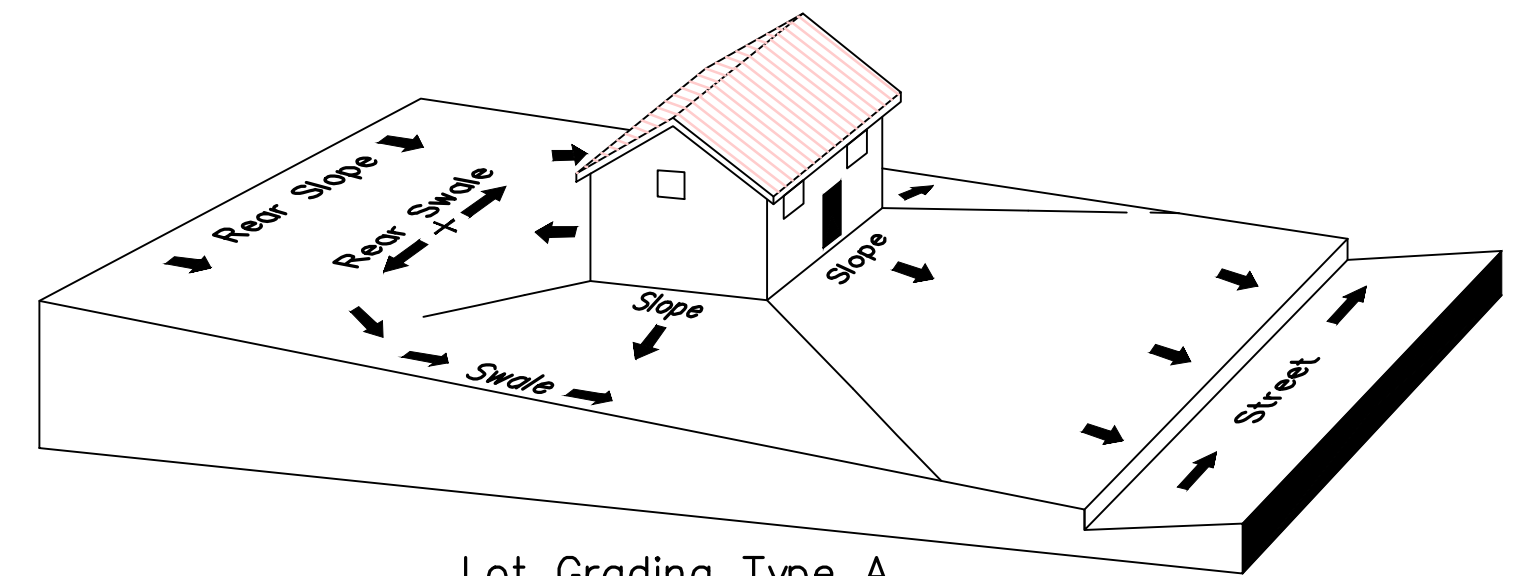 Rear Slope
Rear Swale
Slope
Slope
Swale
Street
Lot Grading Type A